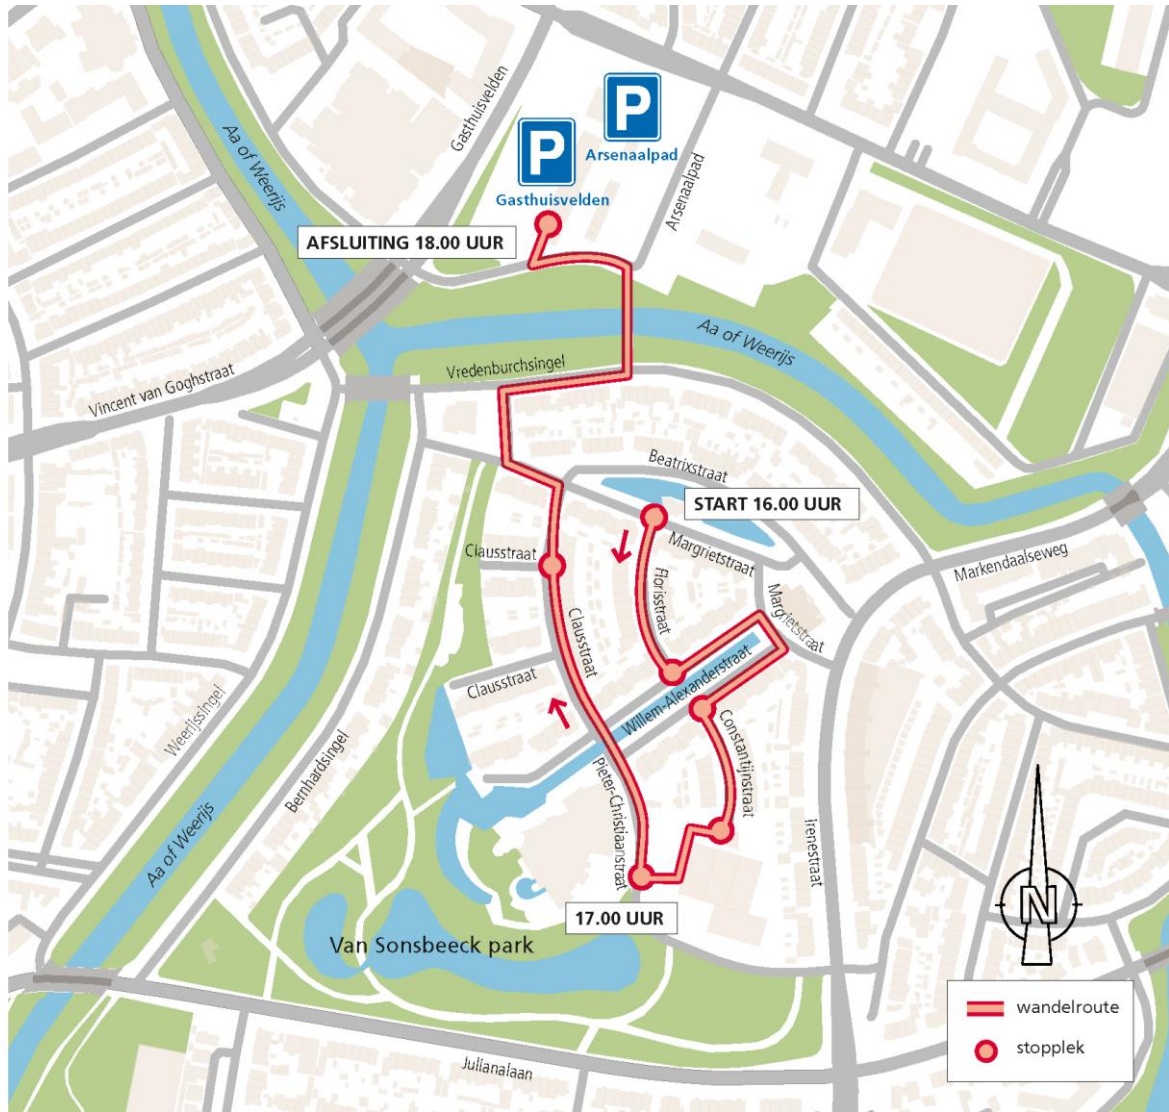 Aa of Weerijs
Gasthuisvelden
P
Arsenaalpad
P
Gasthuisvelden
Arsenaalpad
AFSLUITING 18.00 UUR
Aa of Weerijs
Vredenburchsingel
Vincent van Goghstraat
Beatrixstraat
START 16.00 UUR
Margrietstraat
Clausstraat
Markendaalseweg
Florisstraat
Margrietstraat
Clausstraat
Clausstraat
Willem-Alexanderstraat
Weerijssingel
Constantijnstraat
Bernhardsingel
Pieter-Christiaanstraat
Irenestraat
Aa of Weerijs
N
17.00 UUR
Van Sonsbeeck park
wandelroute
stopplek
Julianalaan